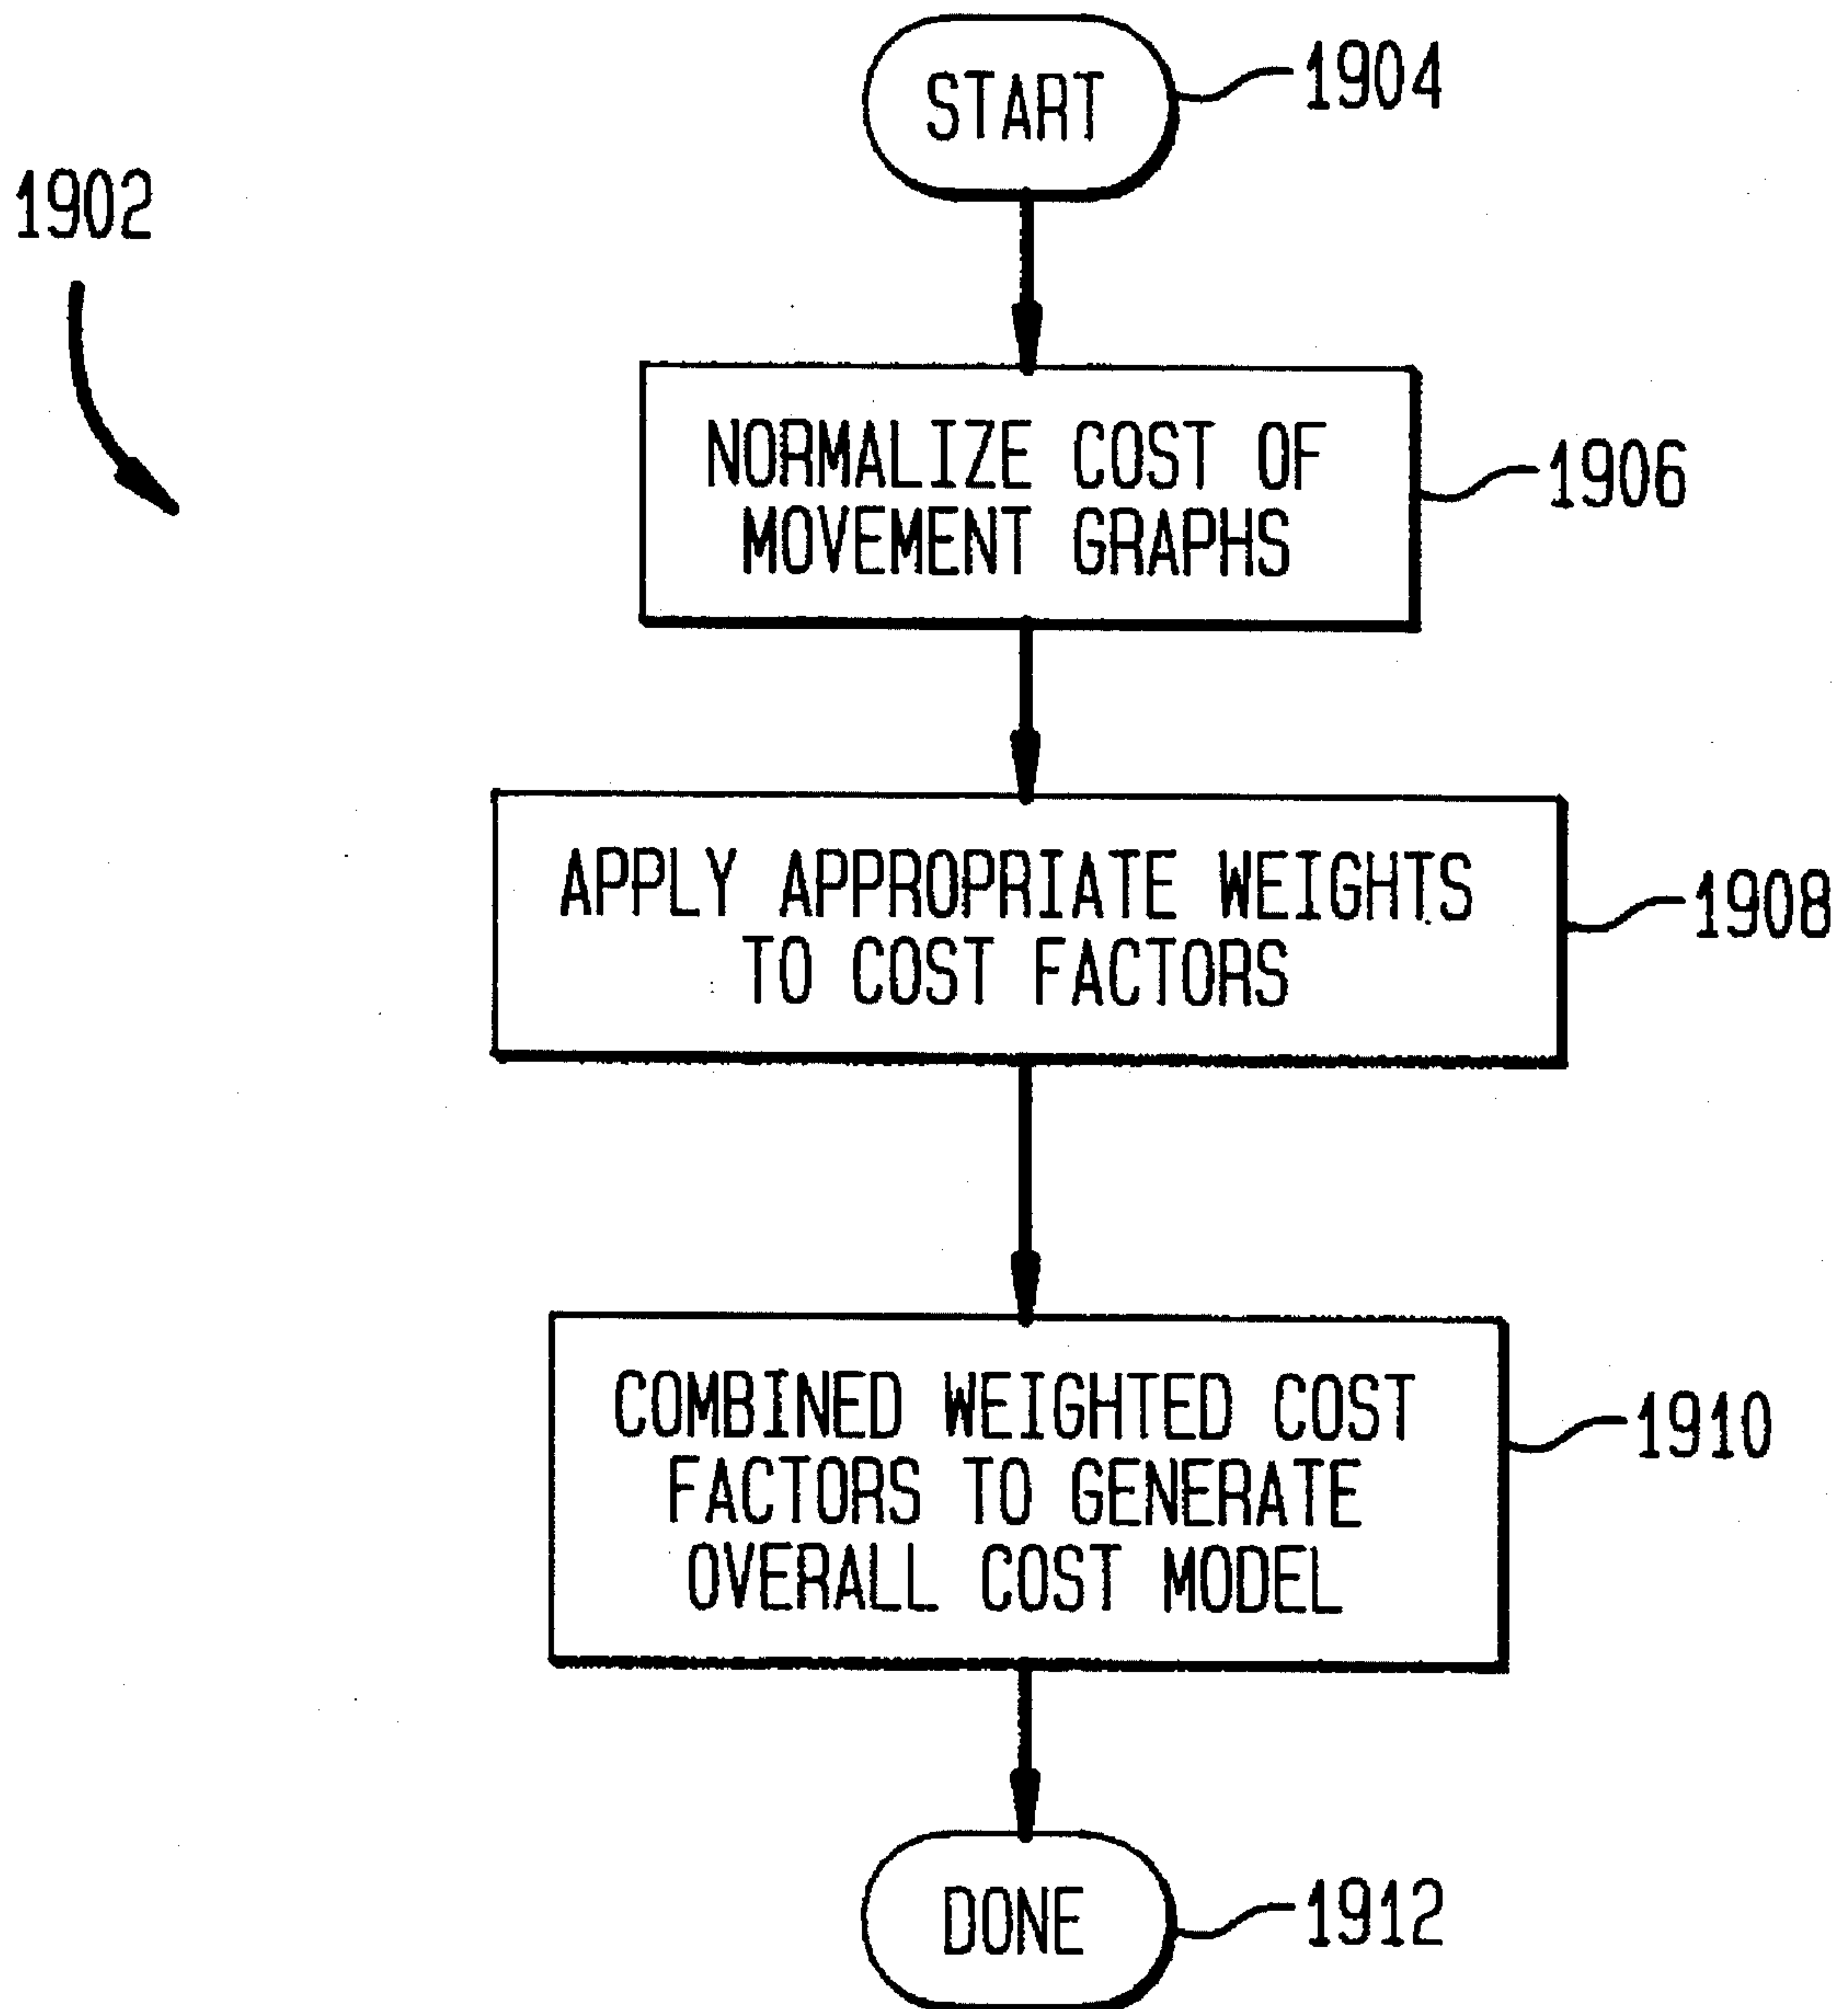 START
1904
1902
NORMALIZE COST OF
MOVEMENT GRAPHS
1906
APPLY APPROPRIATE WEIGHTS
TO COST FACTORS
1908
COMBINED WEIGHTED COST
FACTORS TO GENERATE
OVERALL COST MODEL
1910
DONE
1912